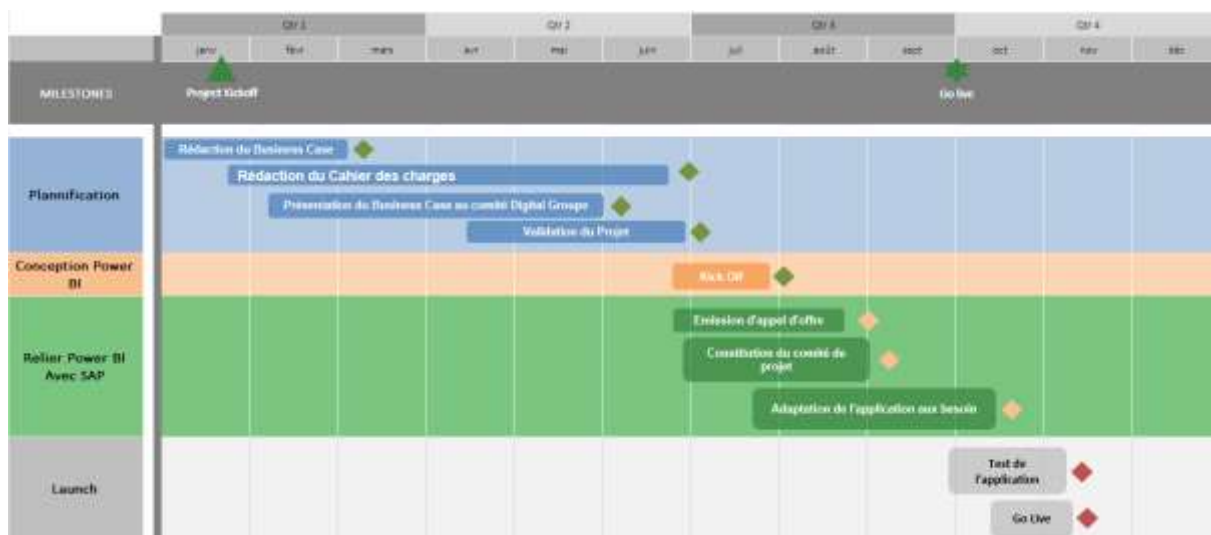 Qtr 1 Qtr 2 Qtr 3 Qtr 4
janv févr mars avr mai juin juil août sept oct nov déc
MILESTONES
Project Kickoff
Go live
Plannification
Rédaction du Business Case
Rédaction du Cahier des charges
Présentation du Business Case au comité Digital Groupe
Validation du Projet
Conception Power
BI
Kick Off
Relier Power BI
Avec SAP
Emission d'appel d'offre
Constitution du comité de
projet
Adaptation de l'application aux besoin
Launch
Test de
l'application
Go Live